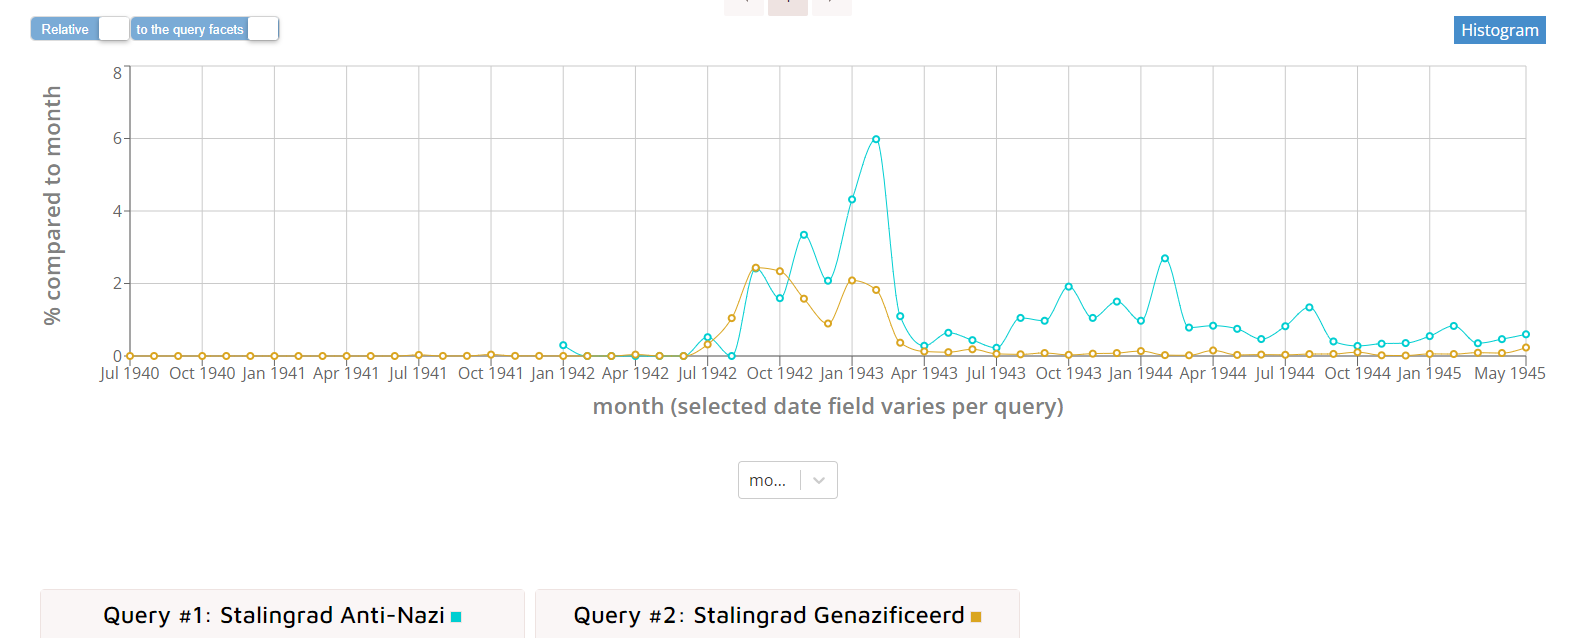 Relative to the query facets
Histogram
% compared to month
8
6
4
2
0
Jul 1940 Oct 1940 Jan 1941 Apr 1941 Jul 1941 Oct 1941 Jan 1942 Apr 1942 Jul 1942 Oct 1942 Jan 1943 Apr 1943 Jul 1943 Oct 1943 Jan 1944 Apr 1944 Jul 1944 Oct 1944 Jan 1945 May 1945
month (selected date field varies per query)
mo...
Query #1: Stalingrad Anti-Nazi
Query #2: Stalingrad Genazificeerd